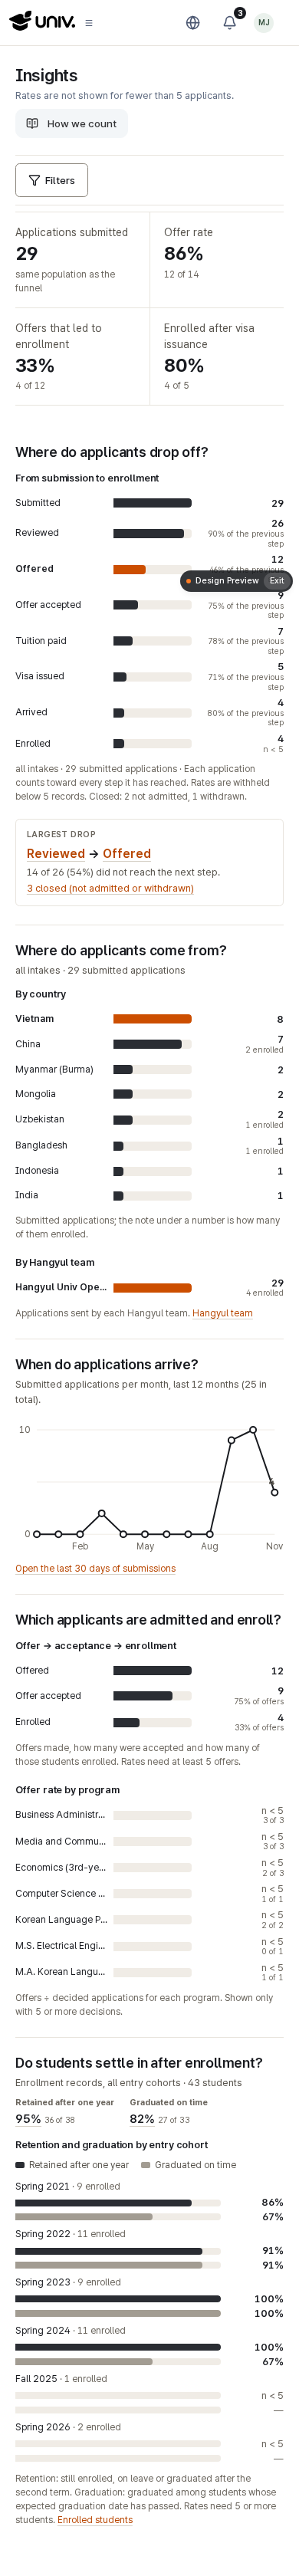 UNIV.
3
MJ
Insights
Rates are not shown for fewer than 5 applicants.
How we count
Filters
Applications submitted
29
same population as the
funnel
Offer rate
86%
12 of 14
Offers that led to
enrollment
33%
4 of 12
Enrolled after visa
issuance
80%
4 of 5
Where do applicants drop off?
From submission to enrollment
Submitted
29
Reviewed
26
90% of the previous
step
Offered
12
Design Preview
Exit
Offer accepted
9
75% of the previous
step
Tuition paid
7
78% of the previous
step
Visa issued
5
71% of the previous
step
Arrived
4
80% of the previous
step
Enrolled
4
n < 5
all intakes · 29 submitted applications · Each application
counts toward every step it has reached. Rates are withheld
below 5 records. Closed: 2 not admitted, 1 withdrawn.
LARGEST DROP
Reviewed → Offered
14 of 26 (54%) did not reach the next step.
3 closed (not admitted or withdrawn)
Where do applicants come from?
all intakes · 29 submitted applications
By country
Vietnam
8
China
7
2 enrolled
Myanmar (Burma)
2
Mongolia
2
Uzbekistan
2
1 enrolled
Bangladesh
1
1 enrolled
Indonesia
1
India
1
Submitted applications; the note under a number is how many
of them enrolled.
By Hangyul team
Hangyul Univ Ope...
29
4 enrolled
Applications sent by each Hangyul team. Hangyul team
When do applications arrive?
Submitted applications per month, last 12 months (25 in
total).
10
4
0
Feb
May
Aug
Nov
Open the last 30 days of submissions
Which applicants are admitted and enroll?
Offer → acceptance → enrollment
Offered
12
Offer accepted
9
75% of offers
Enrolled
4
33% of offers
Offers made, how many were accepted and how many of
those students enrolled. Rates need at least 5 offers.
Offer rate by program
Business Administr...
n < 5
3 of 3
Media and Commu...
n < 5
3 of 3
Economics (3rd-ye...
n < 5
2 of 3
Computer Science ...
n < 5
1 of 1
Korean Language P...
n < 5
2 of 2
M.S. Electrical Engi...
n < 5
0 of 1
M.A. Korean Langu...
n < 5
1 of 1
Offers ÷ decided applications for each program. Shown only
with 5 or more decisions.
Do students settle in after enrollment?
Enrollment records, all entry cohorts · 43 students
Retained after one year
95% 36 of 38
Graduated on time
82% 27 of 33
Retention and graduation by entry cohort
Retained after one year
Graduated on time
Spring 2021 · 9 enrolled
86%
67%
Spring 2022 · 11 enrolled
91%
91%
Spring 2023 · 9 enrolled
100%
100%
Spring 2024 · 11 enrolled
100%
67%
Fall 2025 · 1 enrolled
n < 5
—
Spring 2026 · 2 enrolled
n < 5
—
Retention: still enrolled, on leave or graduated after the
second term. Graduation: graduated among students whose
expected graduation date has passed. Rates need 5 or more
students. Enrolled students